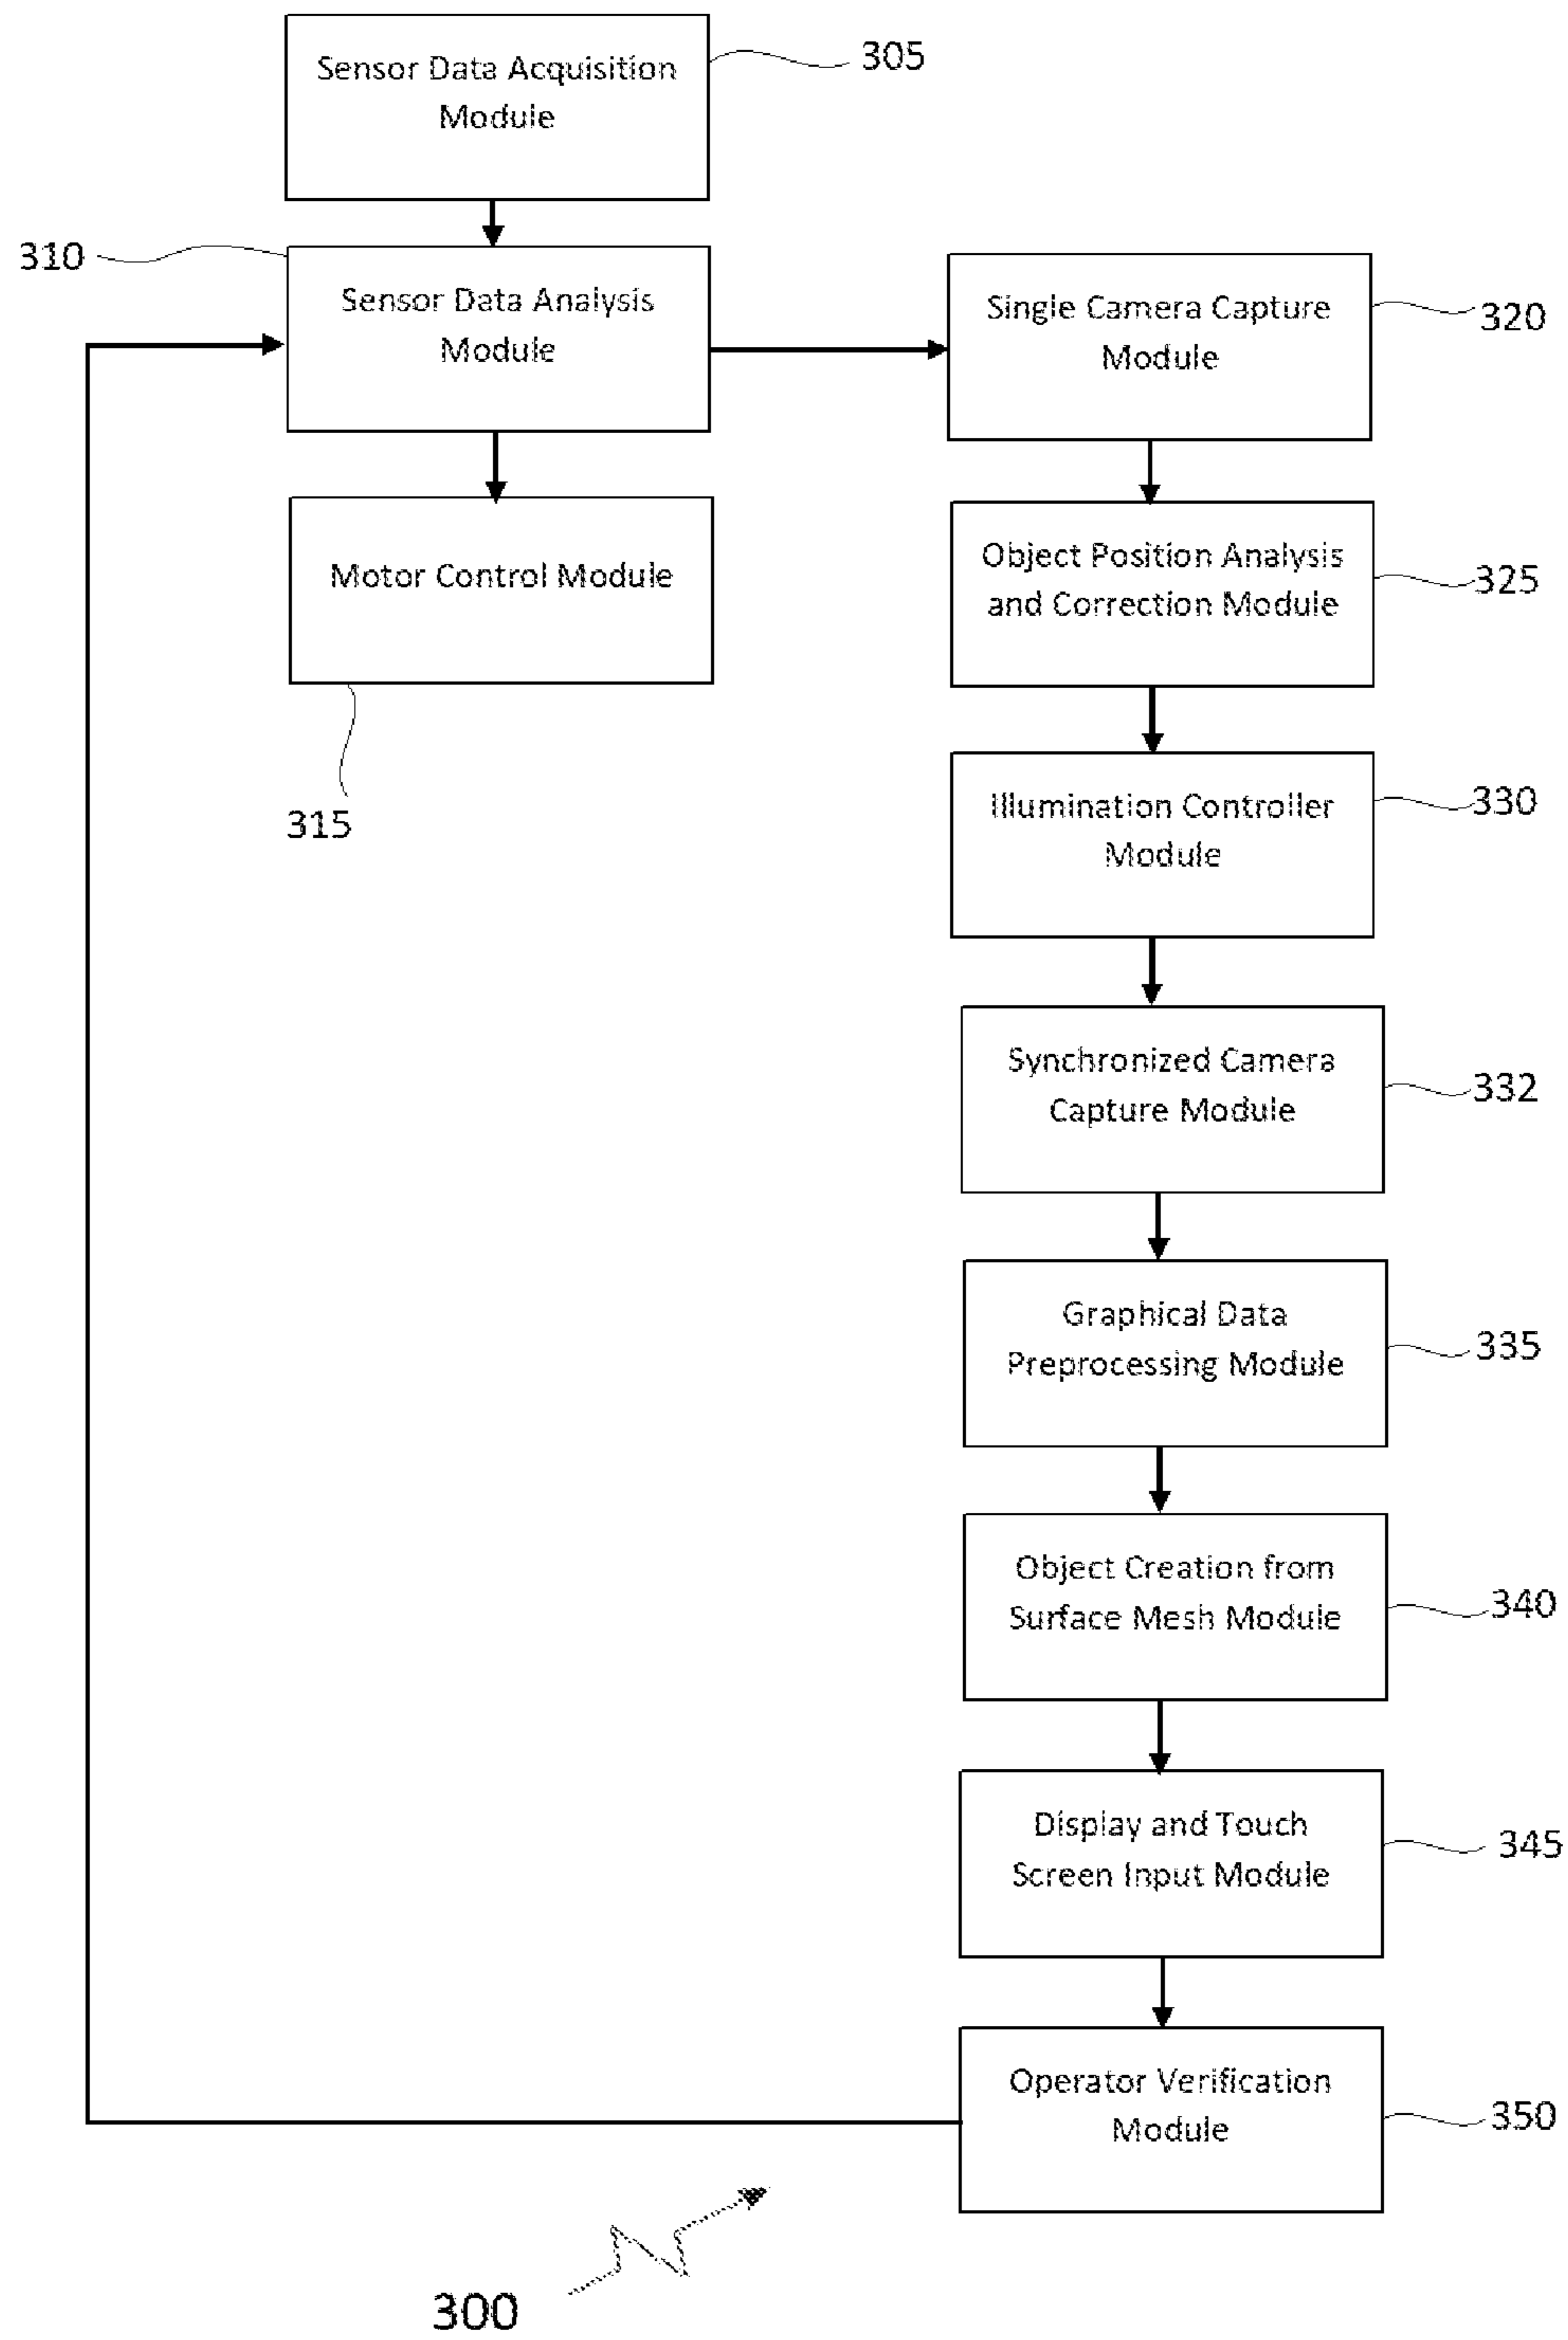 Sensor Data Acquisition
Module
305
310
Sensor Data Analysis
Module
Single Camera Capture
Module
320
Motor Control Module
315
Object Position Analysis
and Correction Module
325
Illumination Controller
Module
330
Synchronized Camera
Capture Module
332
Graphical Data
Preprocessing Module
335
Object Creation from
Surface Mesh Module
340
Display and Touch
Screen Input Module
345
Operator Verification
Module
350
300